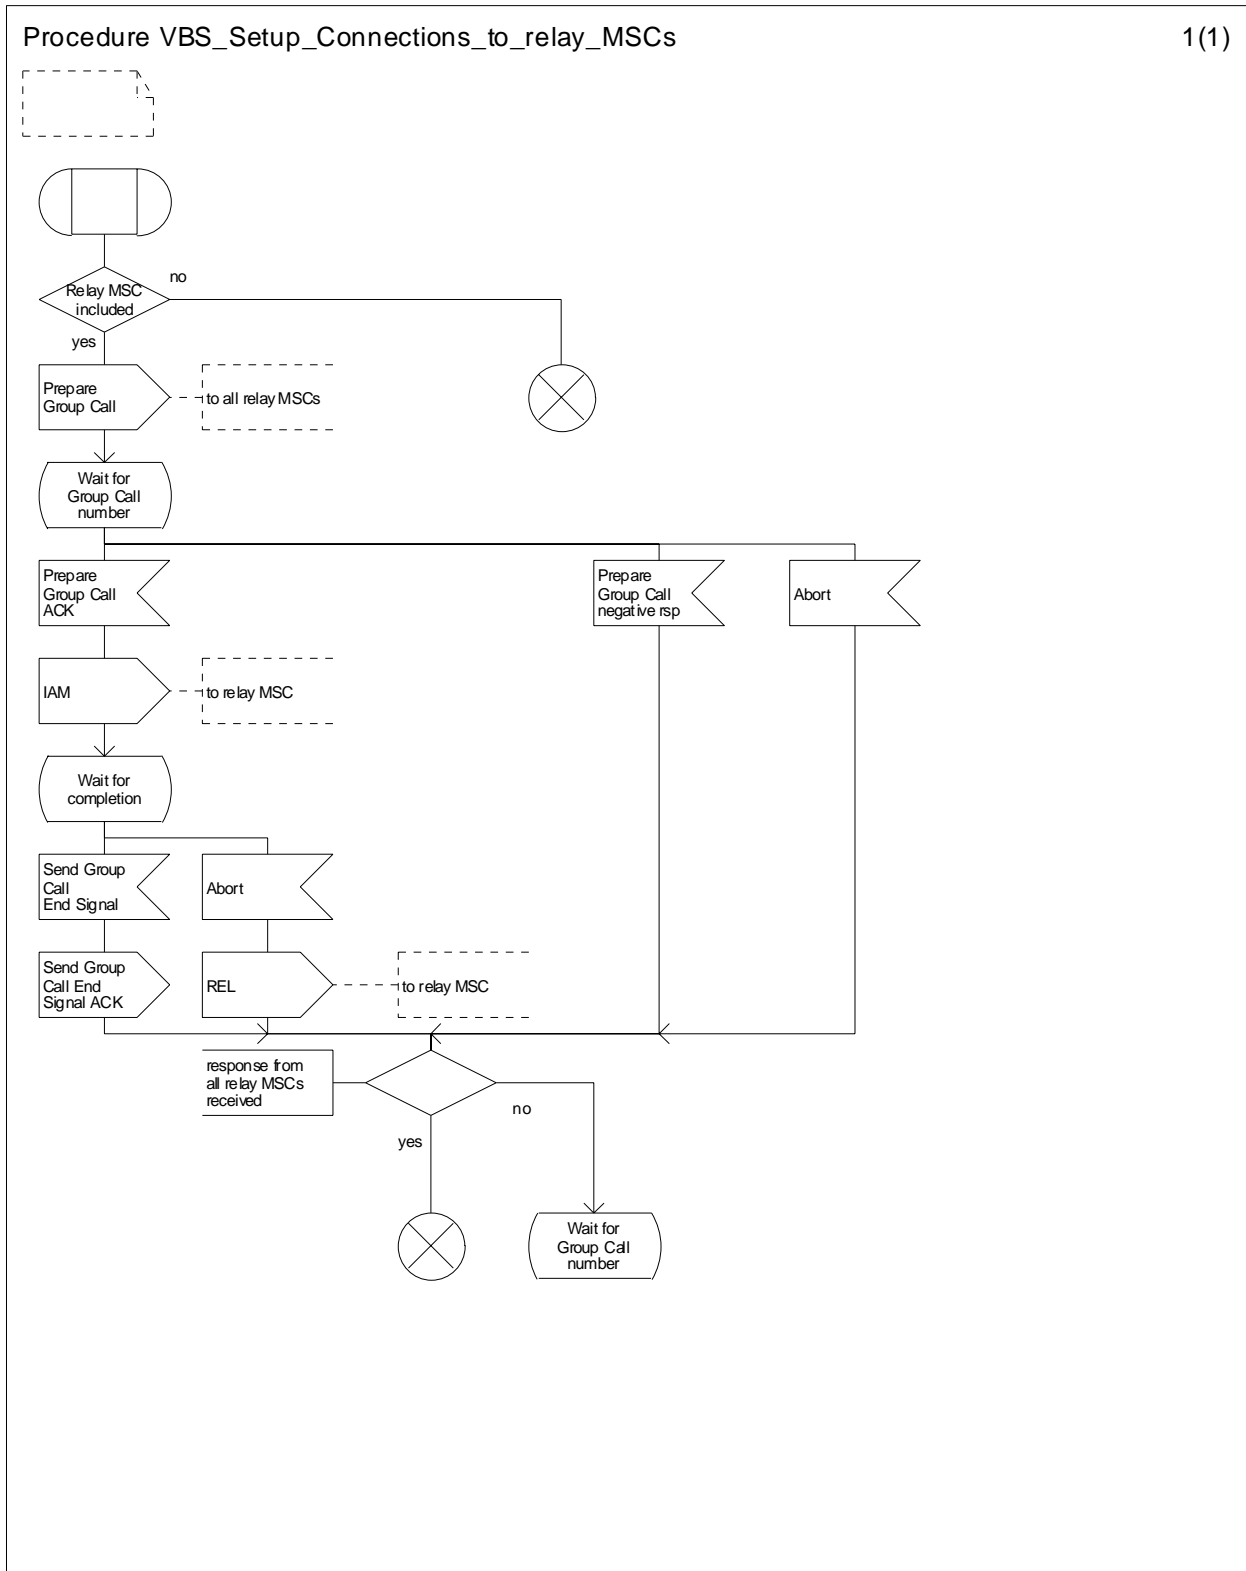 Procedure VBS_Setup_Connections_to_relay_MSCs
1(1)
no
Relay MSC
included
yes
Prepare
Group Call
to all relay MSCs
Wait for
Group Call
number
Prepare
Group Call
ACK
Prepare
Group Call
negative rsp
Abort
IAM
to relay MSC
Wait for
completion
Send Group
Call
End Signal
Abort
Send Group
Call End
Signal ACK
REL
to relay MSC
response from
all relay MSCs
received
no
yes
Wait for
Group Call
number